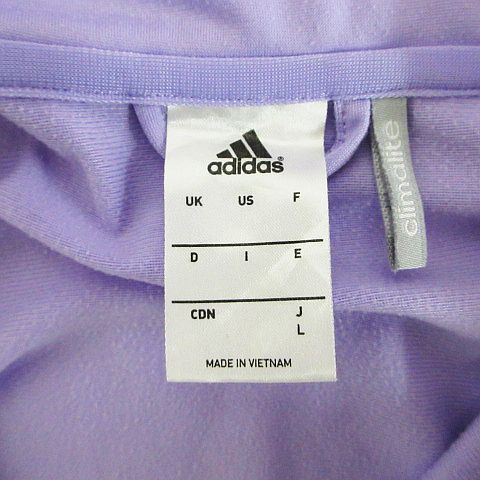 adidas®
UK US F
D I E
CDN J
L
MADE IN VIETNAM
climalite